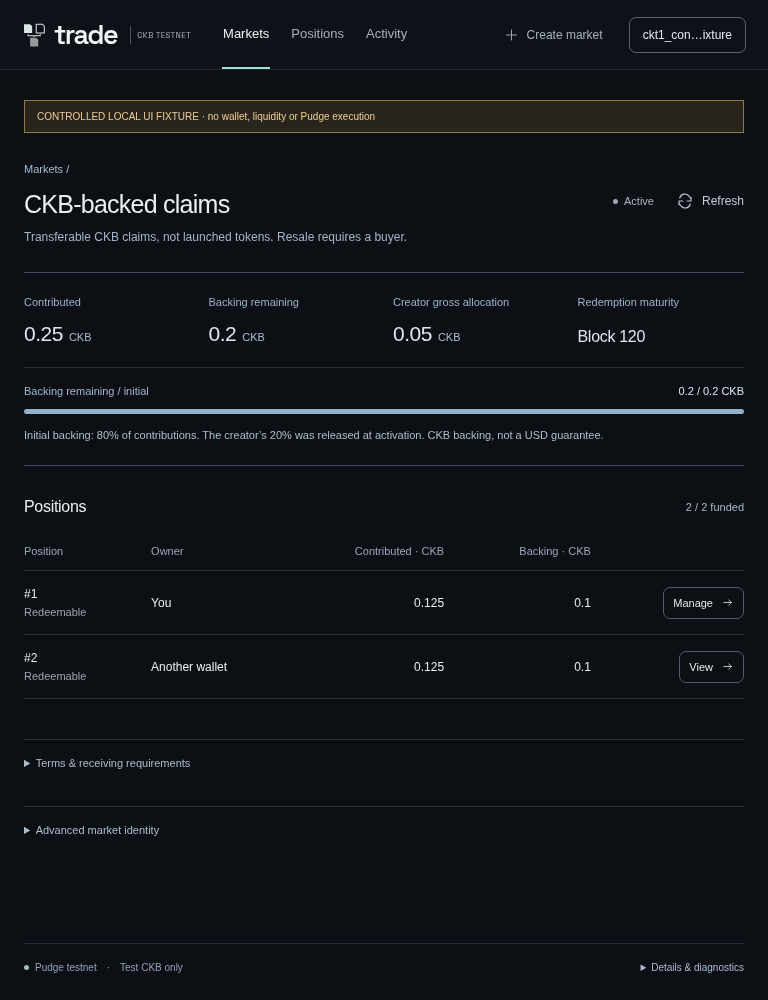 trade CKB TESTNET Markets Positions Activity Create market ckt1_con…ixture
CONTROLLED LOCAL UI FIXTURE · no wallet, liquidity or Pudge execution
Markets /
CKB-backed claims
Active Refresh
Transferable CKB claims, not launched tokens. Resale requires a buyer.
Contributed Backing remaining Creator gross allocation Redemption maturity
0.25 CKB 0.2 CKB 0.05 CKB Block 120
Backing remaining / initial 0.2 / 0.2 CKB
Initial backing: 80% of contributions. The creator’s 20% was released at activation. CKB backing, not a USD guarantee.
Positions 2 / 2 funded
Position Owner Contributed · CKB Backing · CKB
#1
Redeemable
You 0.125 0.1 Manage →
#2
Redeemable
Another wallet 0.125 0.1 View →
Terms & receiving requirements
Advanced market identity
Pudge testnet · Test CKB only Details & diagnostics